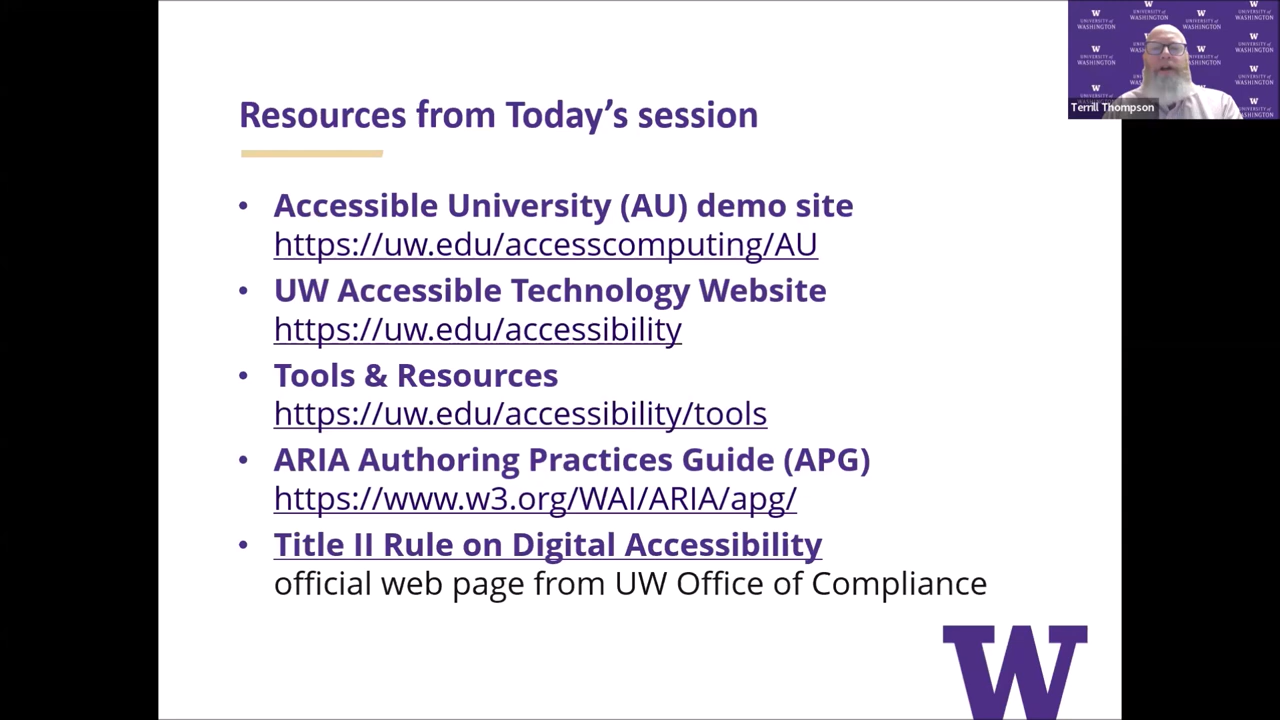 Resources from Today's session
• Accessible University (AU) demo site
https://uw.edu/accesscomputing/AU
• UW Accessible Technology Website
https://uw.edu/accessibility
• Tools & Resources
https://uw.edu/accessibility/tools
• ARIA Authoring Practices Guide (APG)
https://www.w3.org/WAI/ARIA/apg/
• Title II Rule on Digital Accessibility
official web page from UW Office of Compliance
W
UNIVERSITY of
WASHINGTON
Terrill Thompson